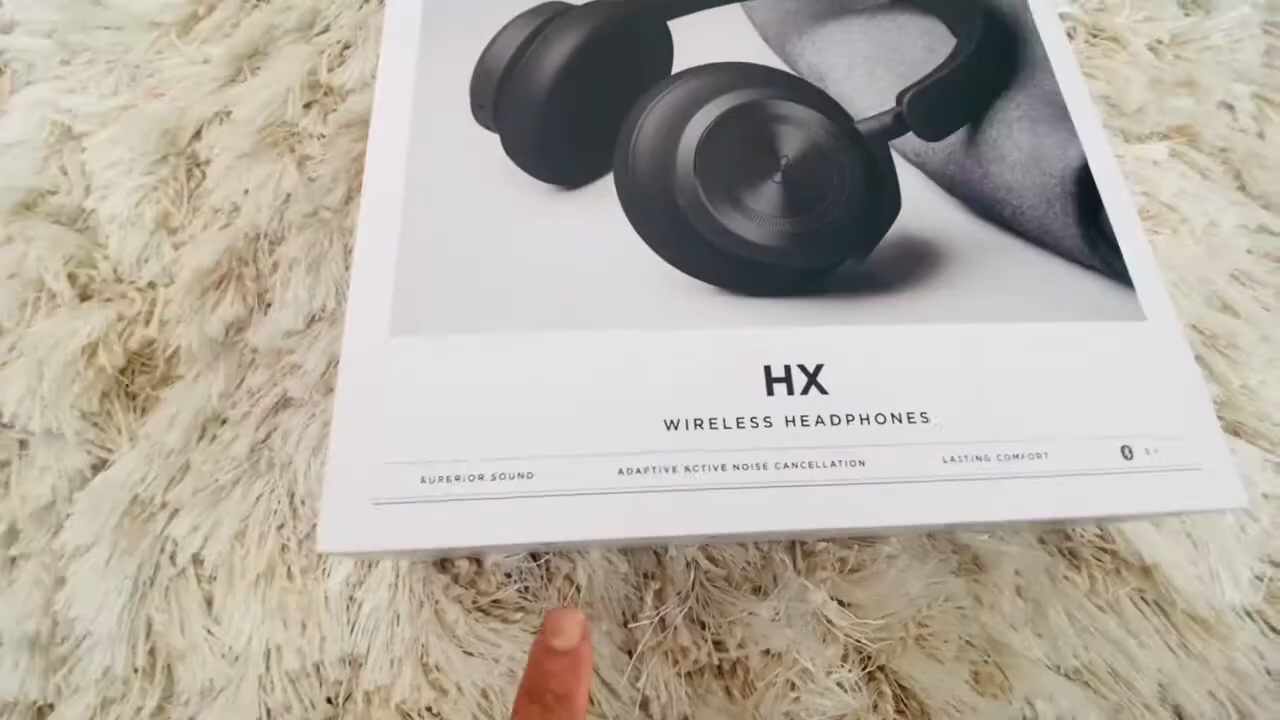 HX
WIRELESS HEADPHONES
SUPERIOR SOUND ADAPTIVE ACTIVE NOISE CANCELLATION LASTING COMFORT